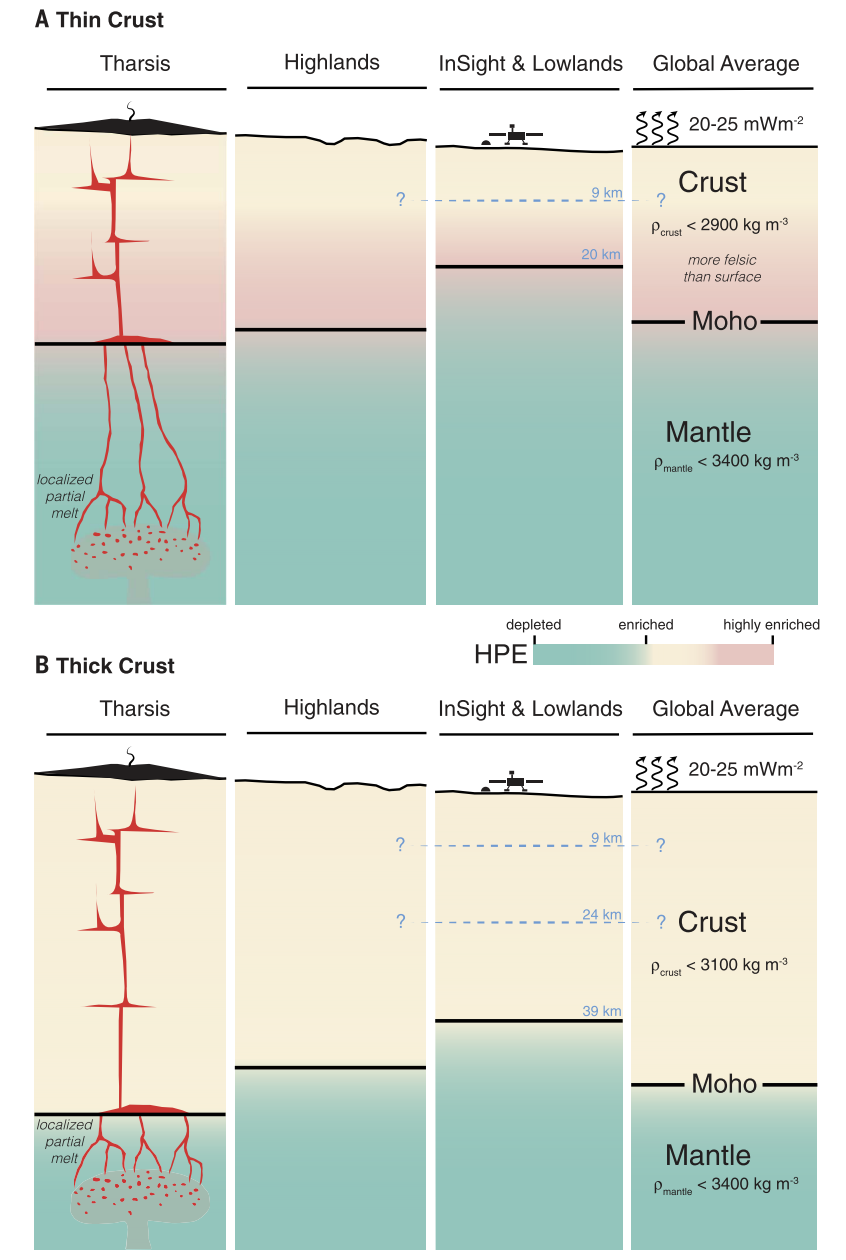 A Thin Crust
Tharsis
Highlands
InSight & Lowlands
Global Average
20-25 mWm-2
Crust
? 9 km ?
ρcrust < 2900 kg m-3
20 km
more felsic
than surface
Moho
Mantle
ρmantle < 3400 kg m-3
localized
partial
melt
depleted enriched highly enriched
HPE
B Thick Crust
Tharsis
Highlands
InSight & Lowlands
Global Average
20-25 mWm-2
? 9 km ?
? 24 km ?
Crust
ρcrust < 3100 kg m-3
39 km
Moho
localized
partial
melt
Mantle
ρmantle < 3400 kg m-3